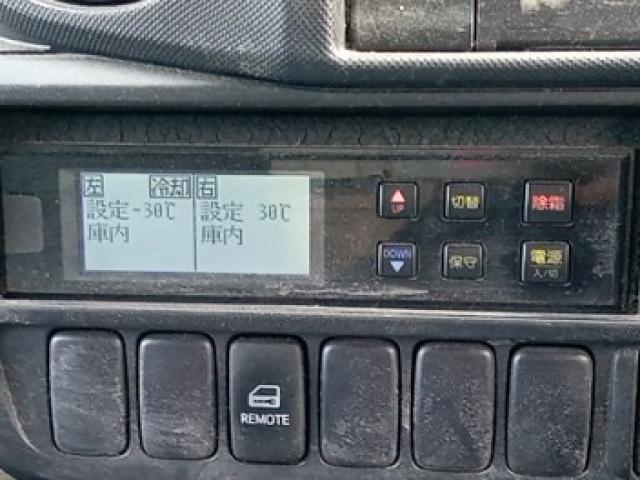 左 冷却 右
設定-30℃ 設定 30℃
庫内 庫内
UP
切替
除霜
DOWN
保守
電源
入/切
REMOTE